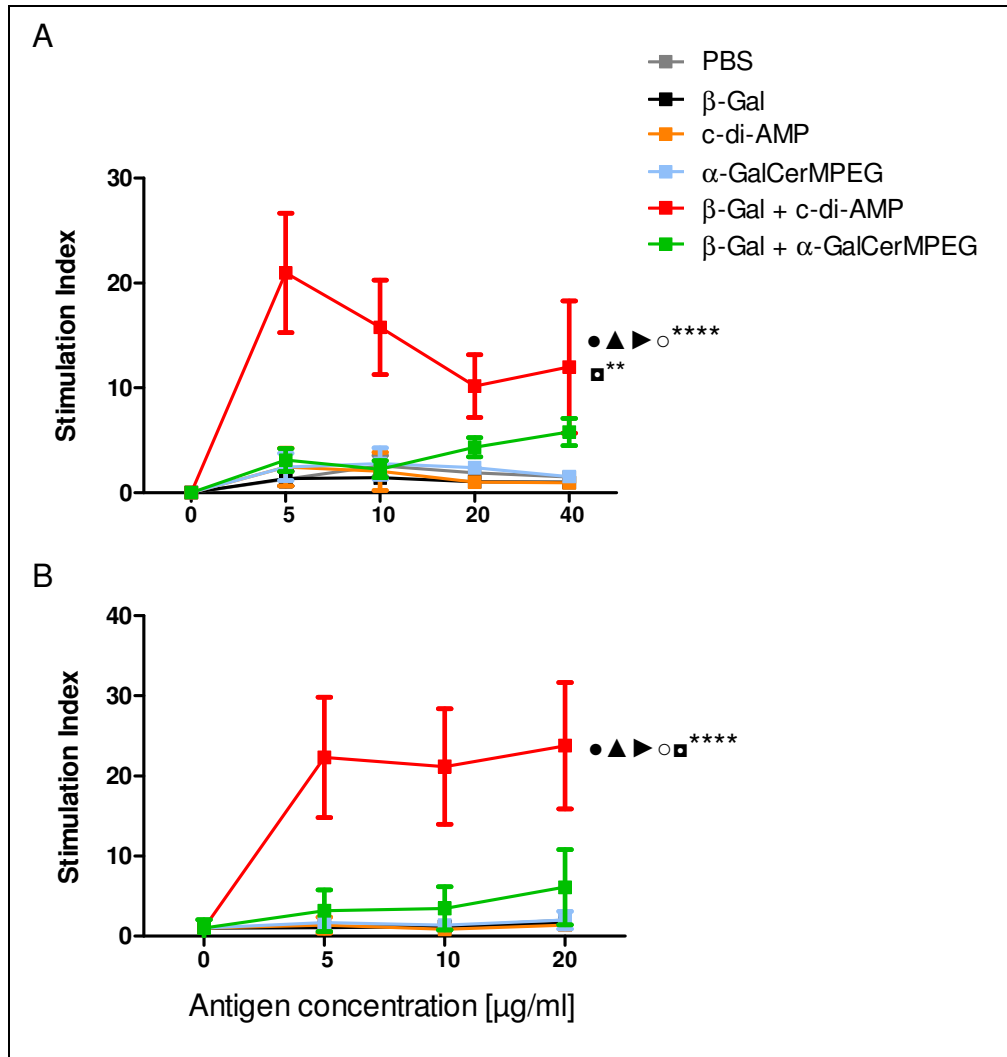 A
PBS
β-Gal
c-di-AMP
α-GalCerMPEG
β-Gal + c-di-AMP
β-Gal + α-GalCerMPEG
Stimulation Index
30
20
10
0
0 5 10 20 40
● ▲ ► ○ ****
◘ **
B
Stimulation Index
40
30
20
10
0
0 5 10 20
● ▲ ► ○ ◘ ****
Antigen concentration [µg/ml]